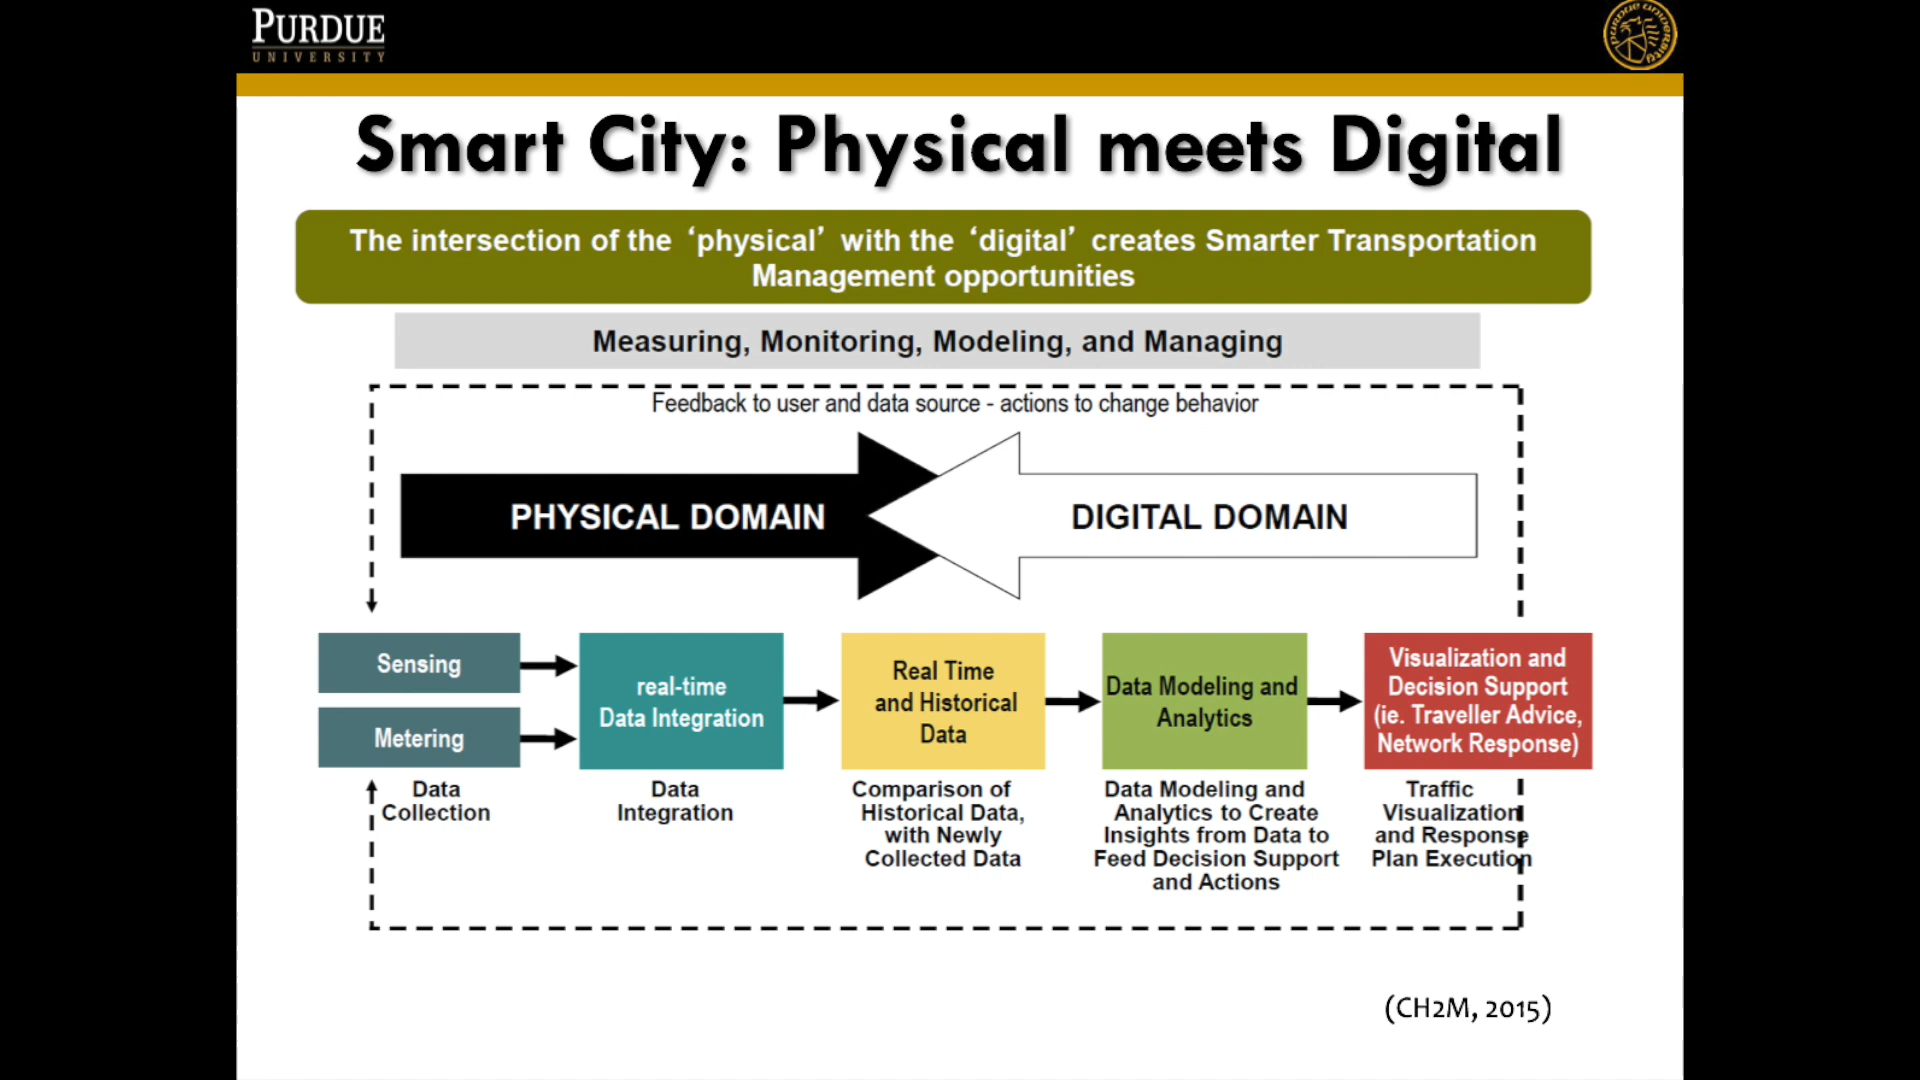 PURDUE
UNIVERSITY
PURDUE UNIVERSITY
Smart City: Physical meets Digital
The intersection of the ‘physical’ with the ‘digital’ creates Smarter Transportation
Management opportunities
Measuring, Monitoring, Modeling, and Managing
Feedback to user and data source - actions to change behavior
PHYSICAL DOMAIN
DIGITAL DOMAIN
Sensing
Metering
real-time
Data Integration
Real Time
and Historical
Data
Data Modeling and
Analytics
Visualization and
Decision Support
(ie. Traveller Advice,
Network Response)
Data
Collection
Data
Integration
Comparison of
Historical Data,
with Newly
Collected Data
Data Modeling and
Analytics to Create
Insights from Data to
Feed Decision Support
and Actions
Traffic
Visualization
and Response
Plan Execution
(CH2M, 2015)